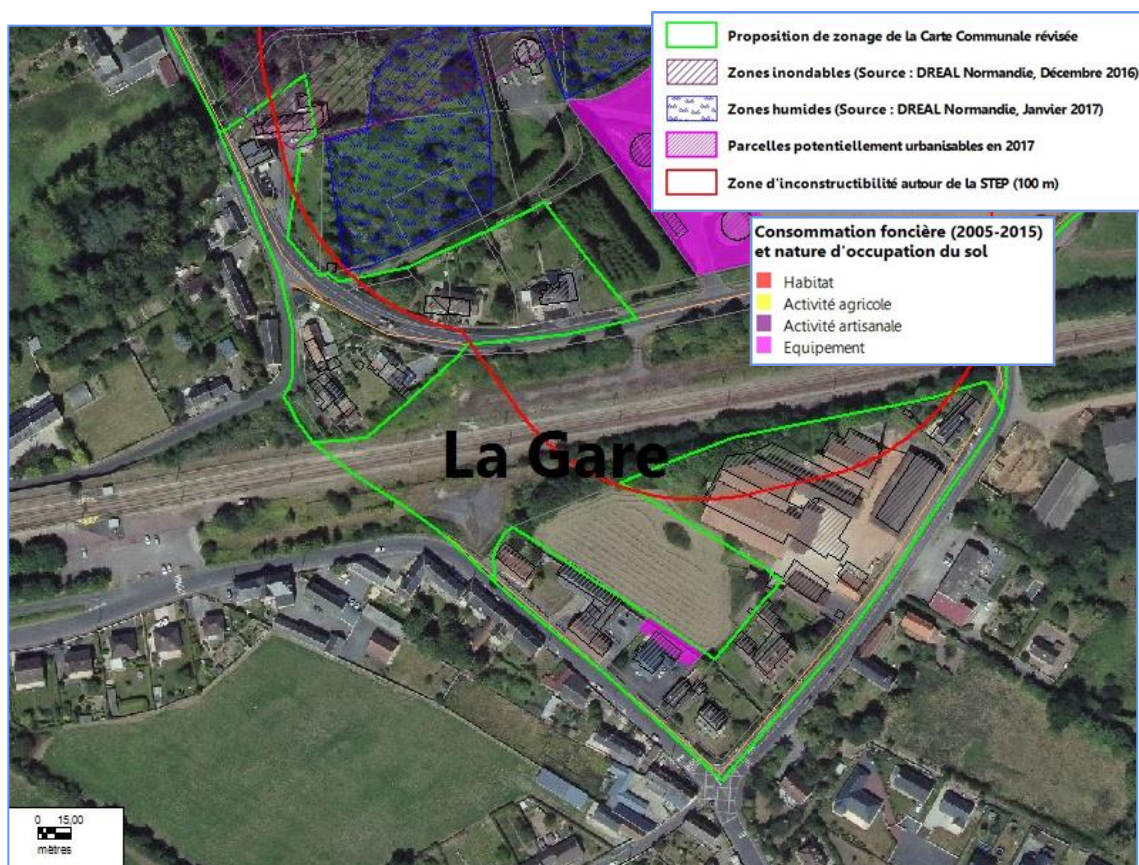 Proposition de zonage de la Carte Communale révisée
Zones inondables (Source : DREAL Normandie, Décembre 2016)
Zones humides (Source : DREAL Normandie, Janvier 2017)
Parcelles potentiellement urbanisables en 2017
Zone d'inconstructibilité autour de la STEP (100 m)
Consommation foncière (2005-2015)
et nature d'occupation du sol
Habitat
Activité agricole
Activité artisanale
Equipement
La Gare
0 15,00
mètres